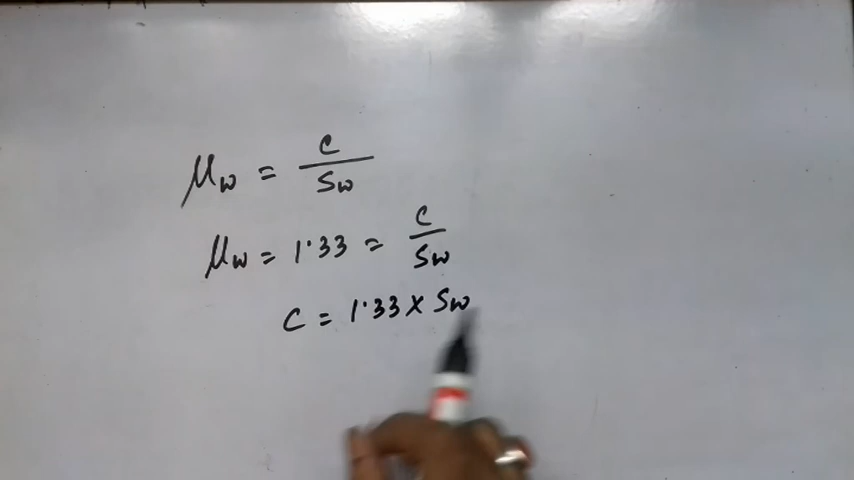 μw = c/Sw
μw = 1.33 = c/Sw
c = 1.33 × Sw